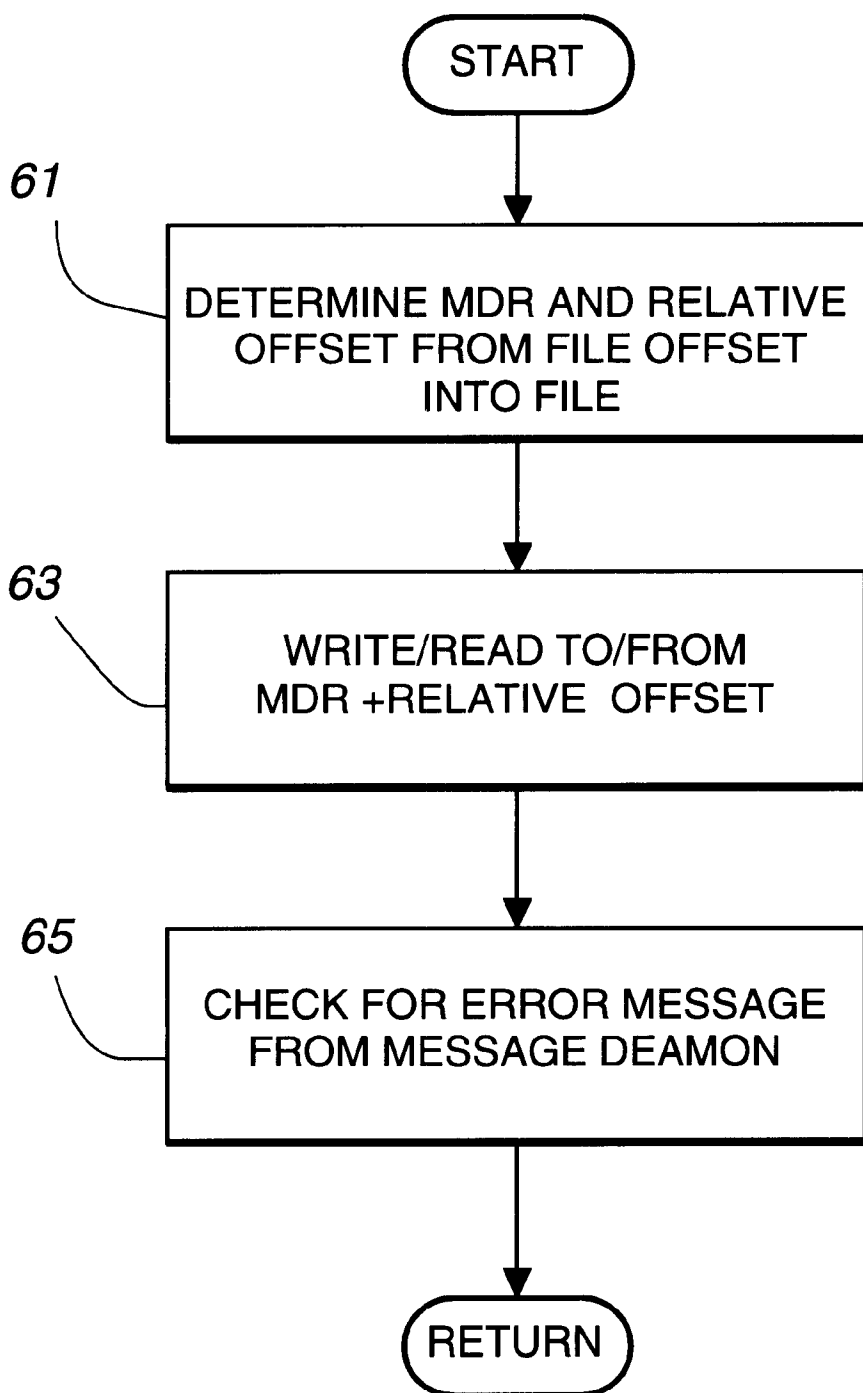 START
61
DETERMINE MDR AND RELATIVE
OFFSET FROM FILE OFFSET
INTO FILE
63
WRITE/READ TO/FROM
MDR +RELATIVE OFFSET
65
CHECK FOR ERROR MESSAGE
FROM MESSAGE DEAMON
RETURN